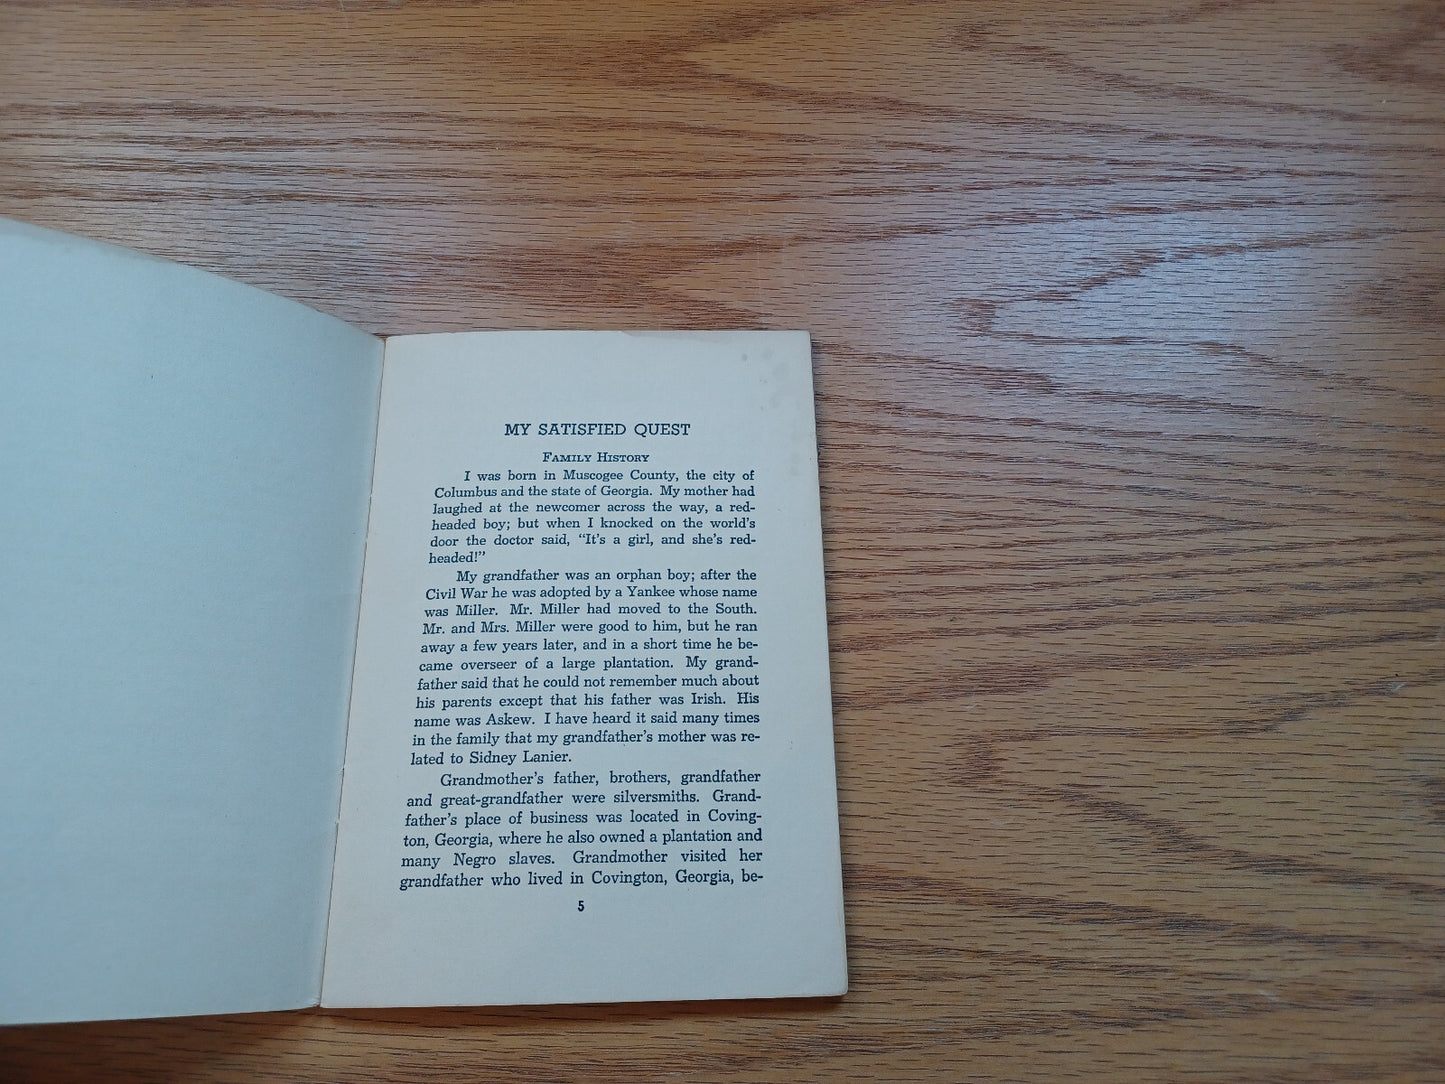 MY SATISFIED QUEST
FAMILY HISTORY
I was born in Muscogee County, the city of
Columbus and the state of Georgia. My mother had
laughed at the newcomer across the way, a red-
headed boy; but when I knocked on the world's
door the doctor said, "It's a girl, and she's red-
headed!"
My grandfather was an orphan boy; after the
Civil War he was adopted by a Yankee whose name
was Miller. Mr. Miller had moved to the South.
Mr. and Mrs. Miller were good to him, but he ran
away a few years later, and in a short time he be-
came overseer of a large plantation. My grand-
father said that he could not remember much about
his parents except that his father was Irish. His
name was Askew. I have heard it said many times
in the family that my grandfather's mother was re-
lated to Sidney Lanier.
Grandmother's father, brothers, grandfather
and great-grandfather were silversmiths. Grand-
father's place of business was located in Coving-
ton, Georgia, where he also owned a plantation and
many Negro slaves. Grandmother visited her
grandfather who lived in Covington, Georgia, be-
5